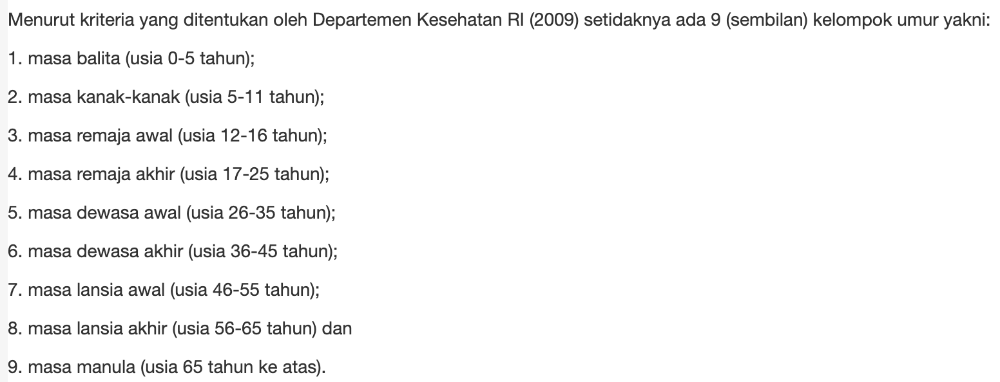 Menurut kriteria yang ditentukan oleh Departemen Kesehatan RI (2009) setidaknya ada 9 (sembilan) kelompok umur yakni:
1. masa balita (usia 0-5 tahun);
2. masa kanak-kanak (usia 5-11 tahun);
3. masa remaja awal (usia 12-16 tahun);
4. masa remaja akhir (usia 17-25 tahun);
5. masa dewasa awal (usia 26-35 tahun);
6. masa dewasa akhir (usia 36-45 tahun);
7. masa lansia awal (usia 46-55 tahun);
8. masa lansia akhir (usia 56-65 tahun) dan
9. masa manula (usia 65 tahun ke atas).